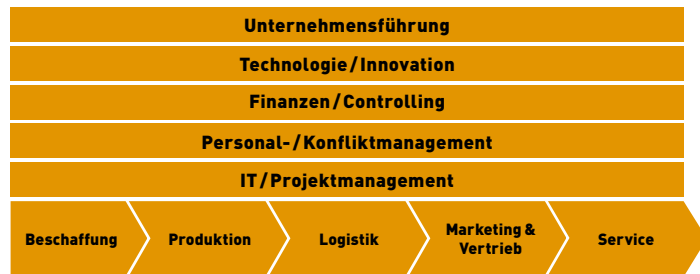 Unternehmensführung
Technologie/Innovation
Finanzen/Controlling
Personal-/Konfliktmanagement
IT/Projektmanagement
Beschaffung
Produktion
Logistik
Marketing &
Vertrieb
Service